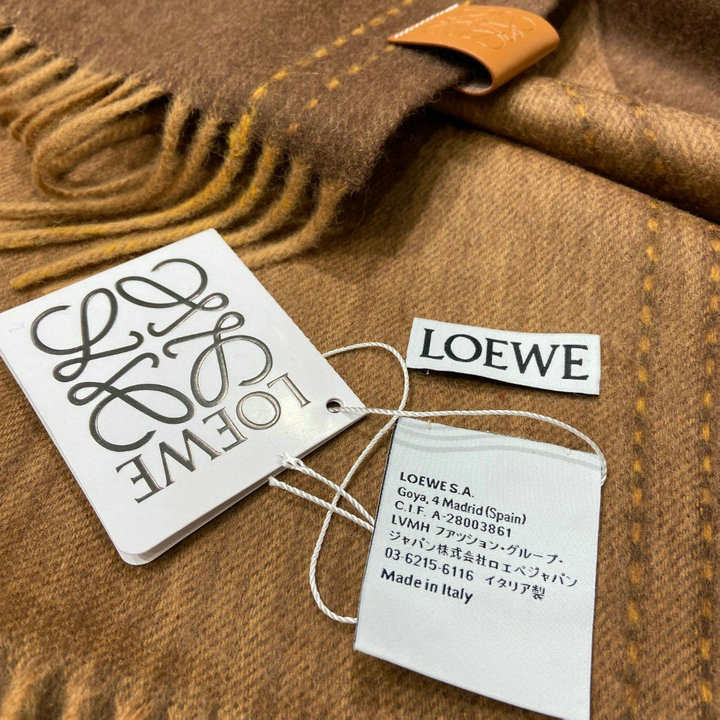 LOEWE
LOEWE
LOEWE S.A.
Goya, 4 Madrid (Spain)
C.I.F. A-28003861
LVMH ファッション・グループ・
ジャパン株式会社ロエベジャパン
03-6215-6116 イタリア製
Made in Italy